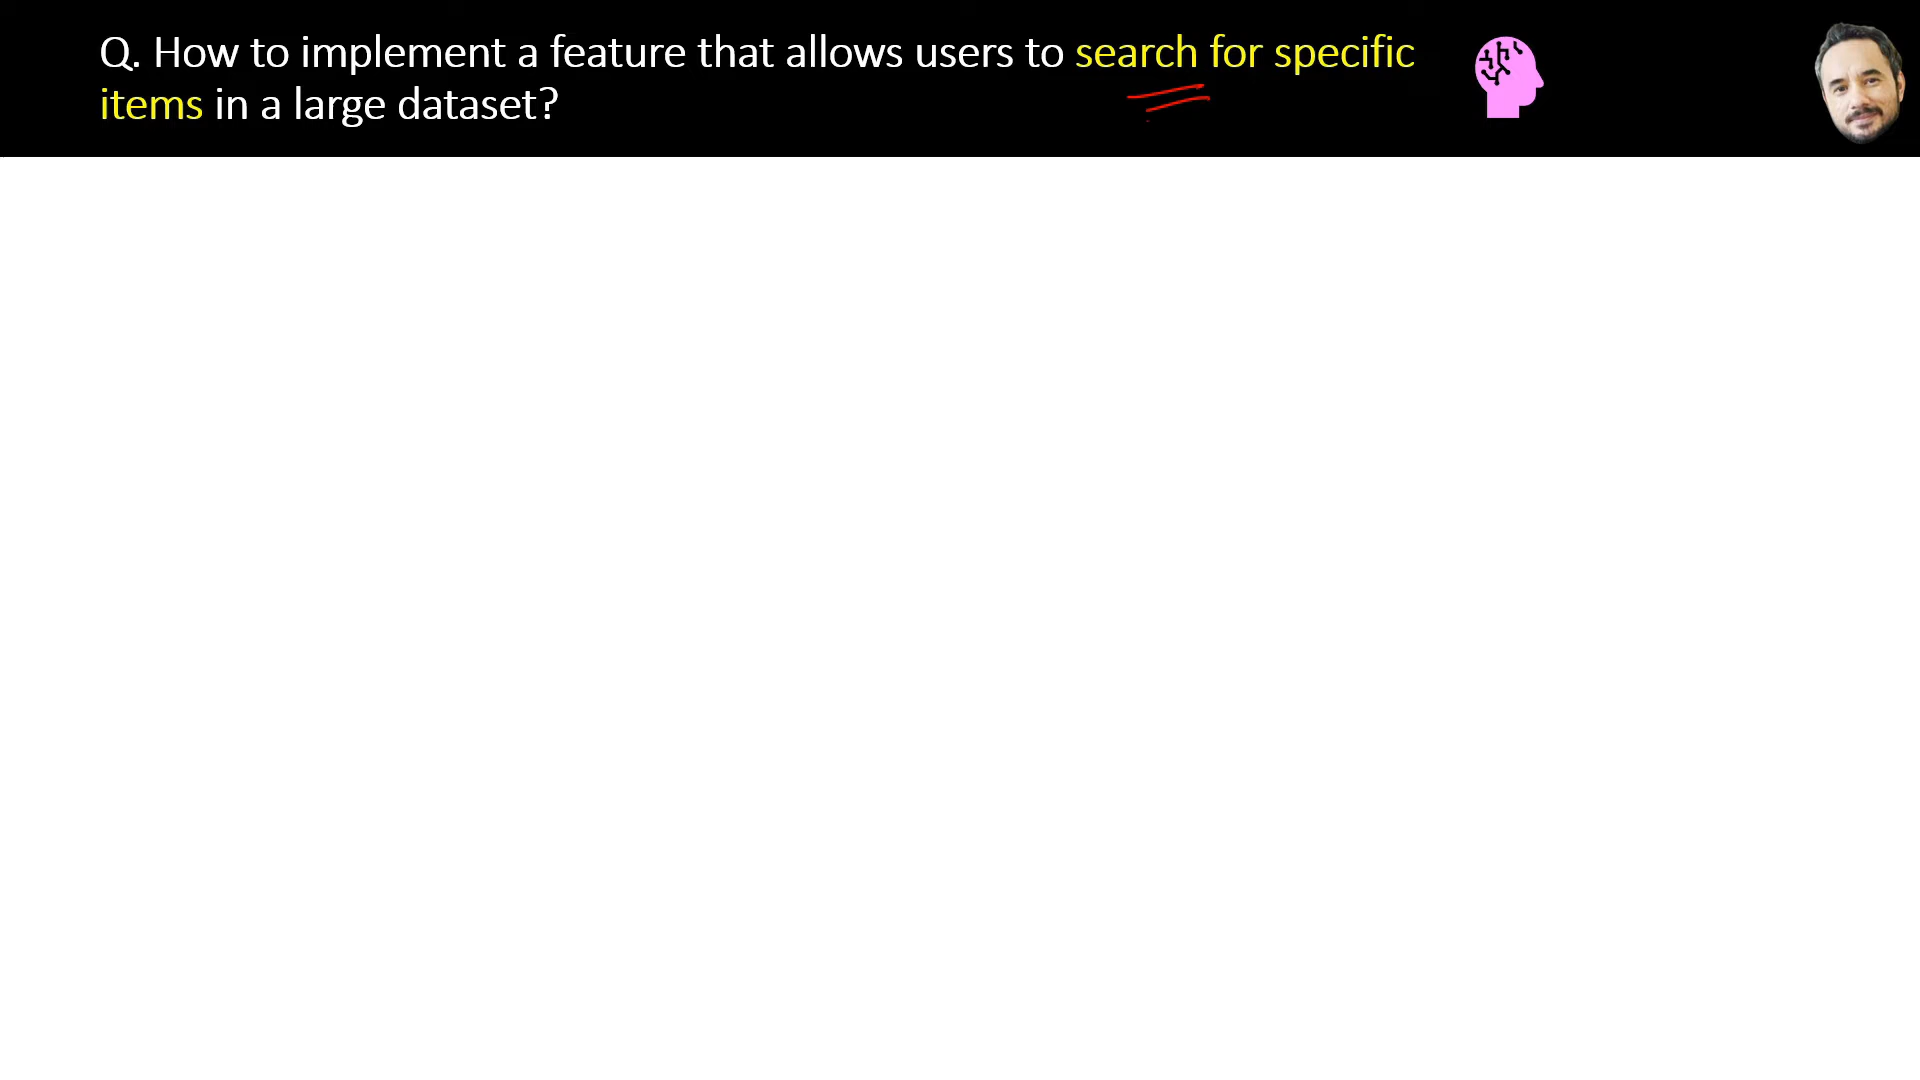 Q. How to implement a feature that allows users to search for specific
items in a large dataset?